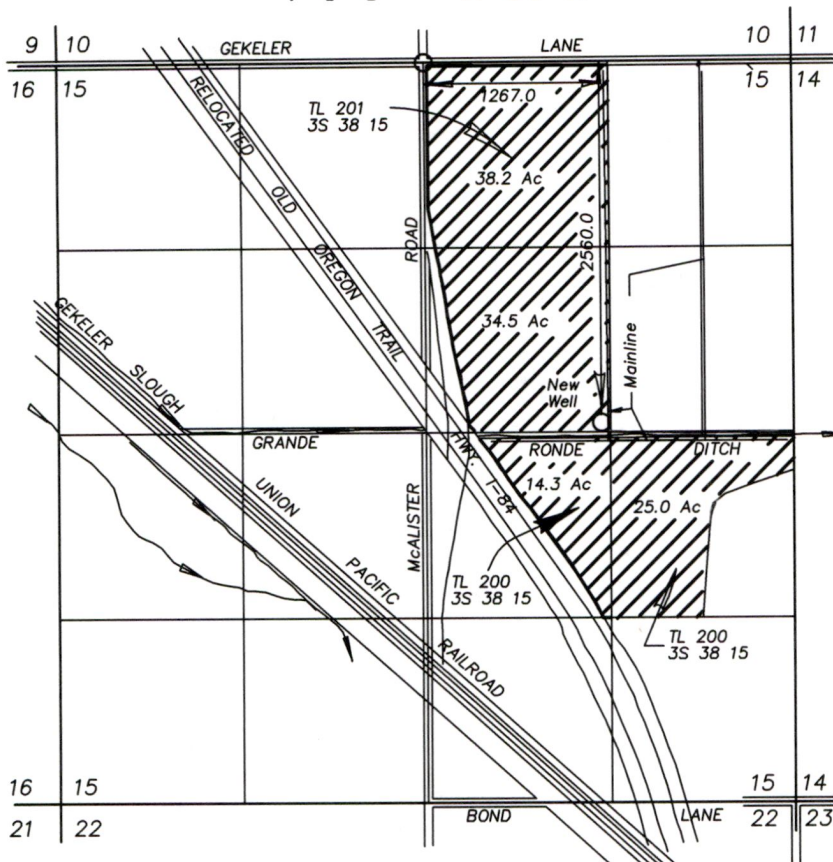 9 10
GEKELER
LANE
10 11
16 15
15 14
RELOCATED OLD OREGON TRAIL
HWY. I-84
1267.0
TL 201
3S 38 15
38.2 Ac
ROAD
2560.0
34.5 Ac
Mainline
New
Well
GEKELER SLOUGH
GRANDE
RONDE
DITCH
14.3 Ac
25.0 Ac
UNION PACIFIC RAILROAD
McALISTER
TL 200
3S 38 15
TL 200
3S 38 15
16 15
15 14
21 22
BOND
LANE
22 23